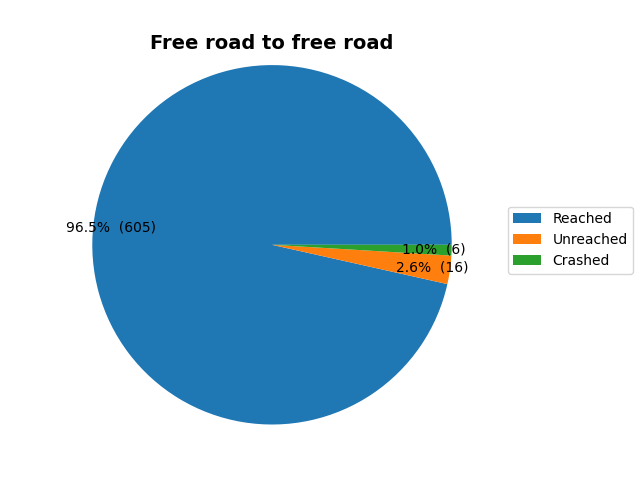 Free road to free road
96.5%  (605)
1.0%  (6)
2.6%  (16)
Reached
Unreached
Crashed